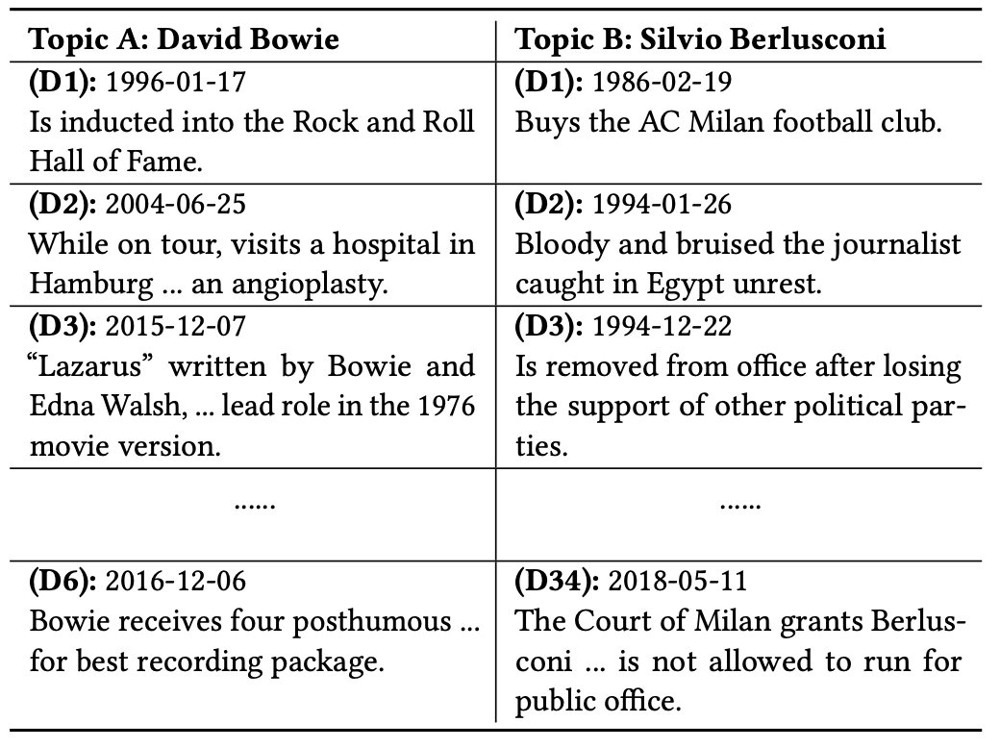 Topic A: David Bowie
(D1): 1996-01-17
Is inducted into the Rock and Roll
Hall of Fame.
(D2): 2004-06-25
While on tour, visits a hospital in
Hamburg ... an angioplasty.
(D3): 2015-12-07
“Lazarus” written by Bowie and
Edna Walsh, ... lead role in the 1976
movie version.
......
(D6): 2016-12-06
Bowie receives four posthumous ...
for best recording package.
Topic B: Silvio Berlusconi
(D1): 1986-02-19
Buys the AC Milan football club.
(D2): 1994-01-26
Bloody and bruised the journalist
caught in Egypt unrest.
(D3): 1994-12-22
Is removed from office after losing
the support of other political par-
ties.
......
(D34): 2018-05-11
The Court of Milan grants Berlus-
coni ... is not allowed to run for
public office.